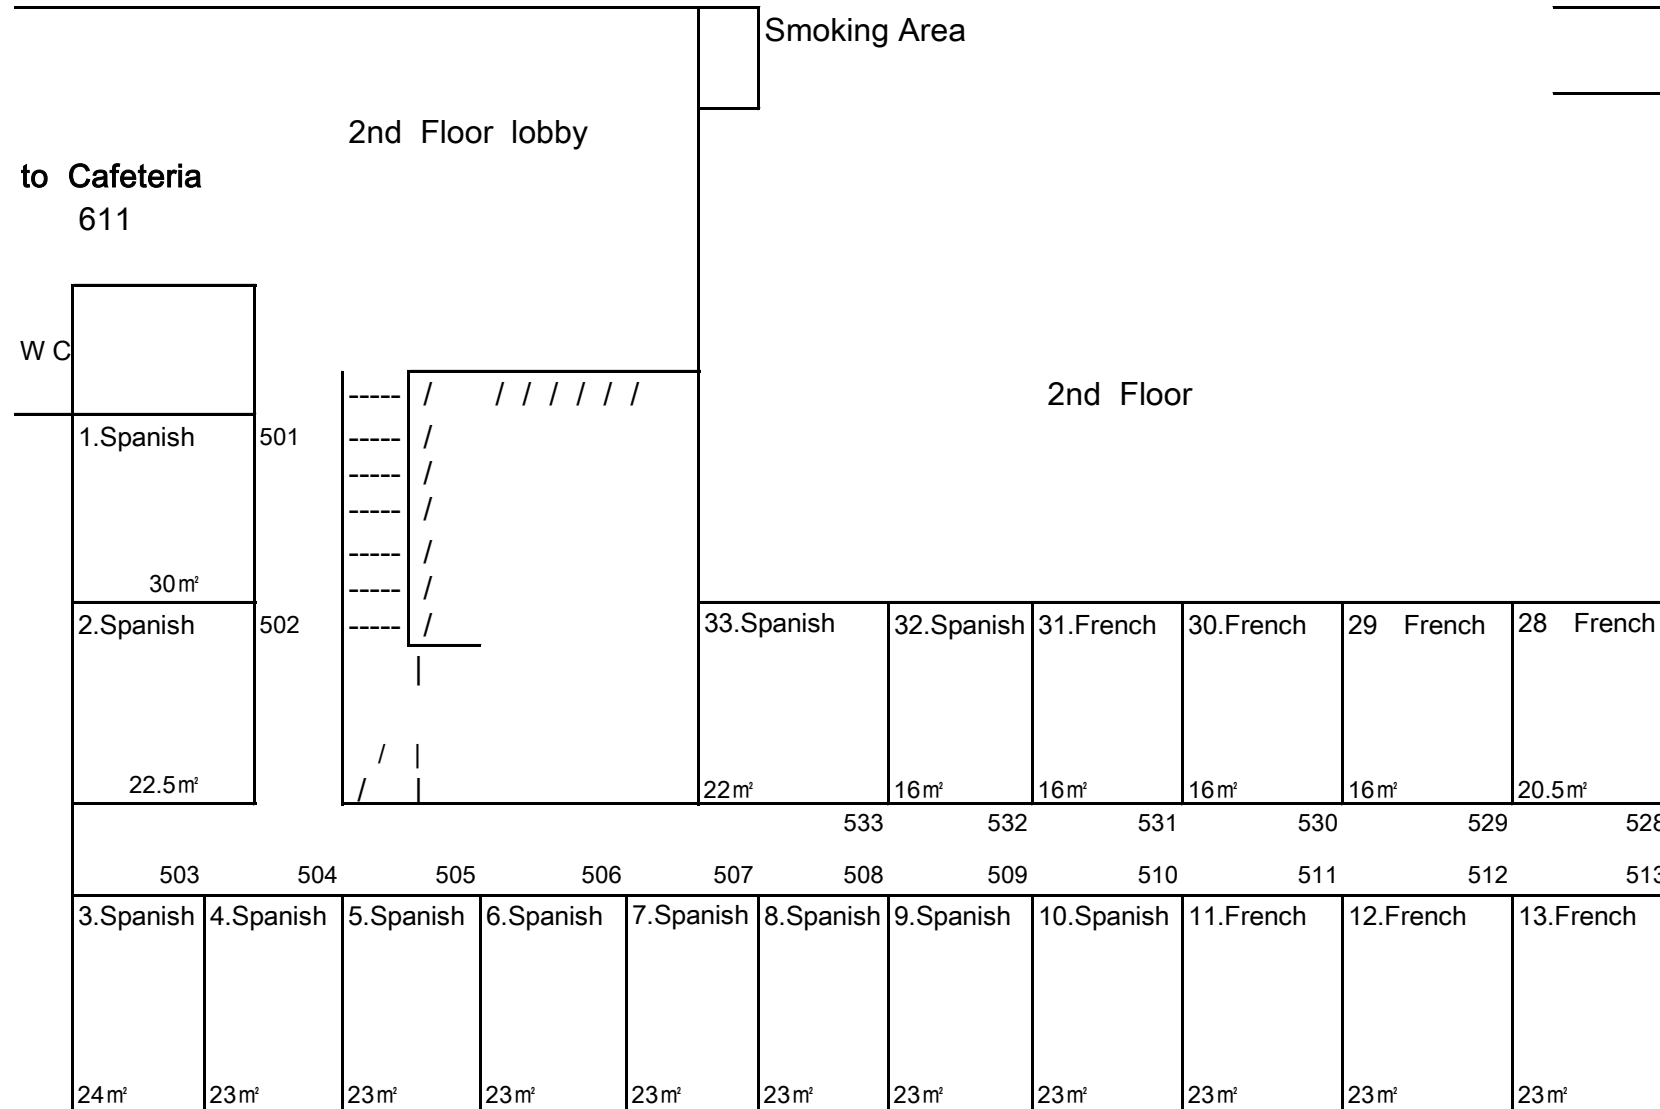 Smoking Area
2nd Floor lobby
to Cafeteria
611
W C
----- / / / / / / /
2nd Floor
1.Spanish 501 ----- /
----- /
----- /
----- /
30㎡ ----- /
2.Spanish 502 ----- /
33.Spanish 32.Spanish 31.French 30.French 29 French 28 French
|
/ |
22.5㎡ / |
22㎡ 16㎡ 16㎡ 16㎡ 16㎡ 20.5㎡
533 532 531 530 529 528
503 504 505 506 507 508 509 510 511 512 513
3.Spanish 4.Spanish 5.Spanish 6.Spanish 7.Spanish 8.Spanish 9.Spanish 10.Spanish 11.French 12.French 13.French
24㎡ 23㎡ 23㎡ 23㎡ 23㎡ 23㎡ 23㎡ 23㎡ 23㎡ 23㎡ 23㎡